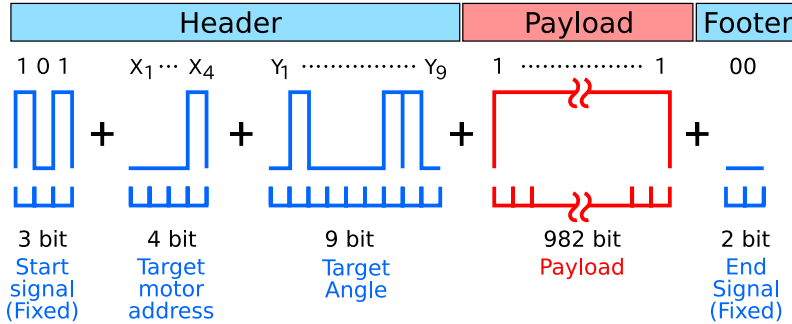 Header Payload Footer
1 0 1 X1 ··· X4 Y1 ················ Y9 1 ················· 1 00
+ + + +
3 bit 4 bit 9 bit 982 bit 2 bit
Start Target Target Payload End
signal motor Angle Signal
(Fixed) address (Fixed)